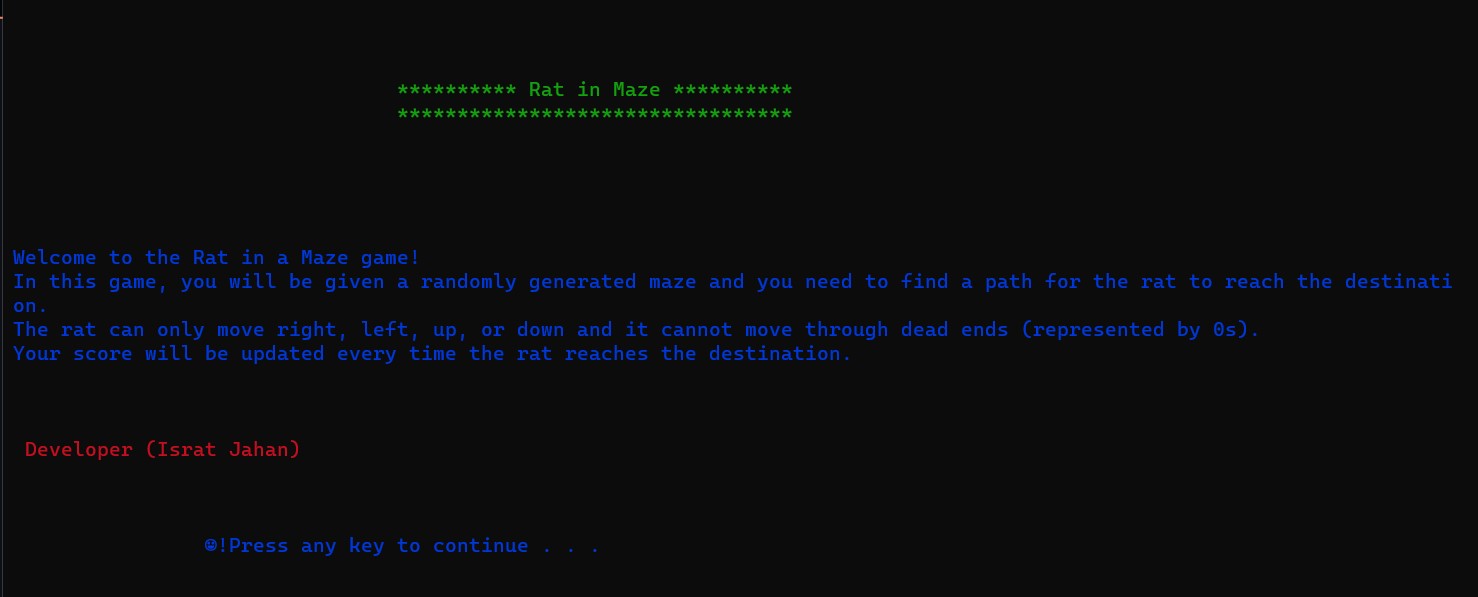 ********** Rat in Maze **********
*********************************
Welcome to the Rat in a Maze game!
In this game, you will be given a randomly generated maze and you need to find a path for the rat to reach the destinati
on.
The rat can only move right, left, up, or down and it cannot move through dead ends (represented by 0s).
Your score will be updated every time the rat reaches the destination.
Developer (Israt Jahan)
☺!Press any key to continue . . .